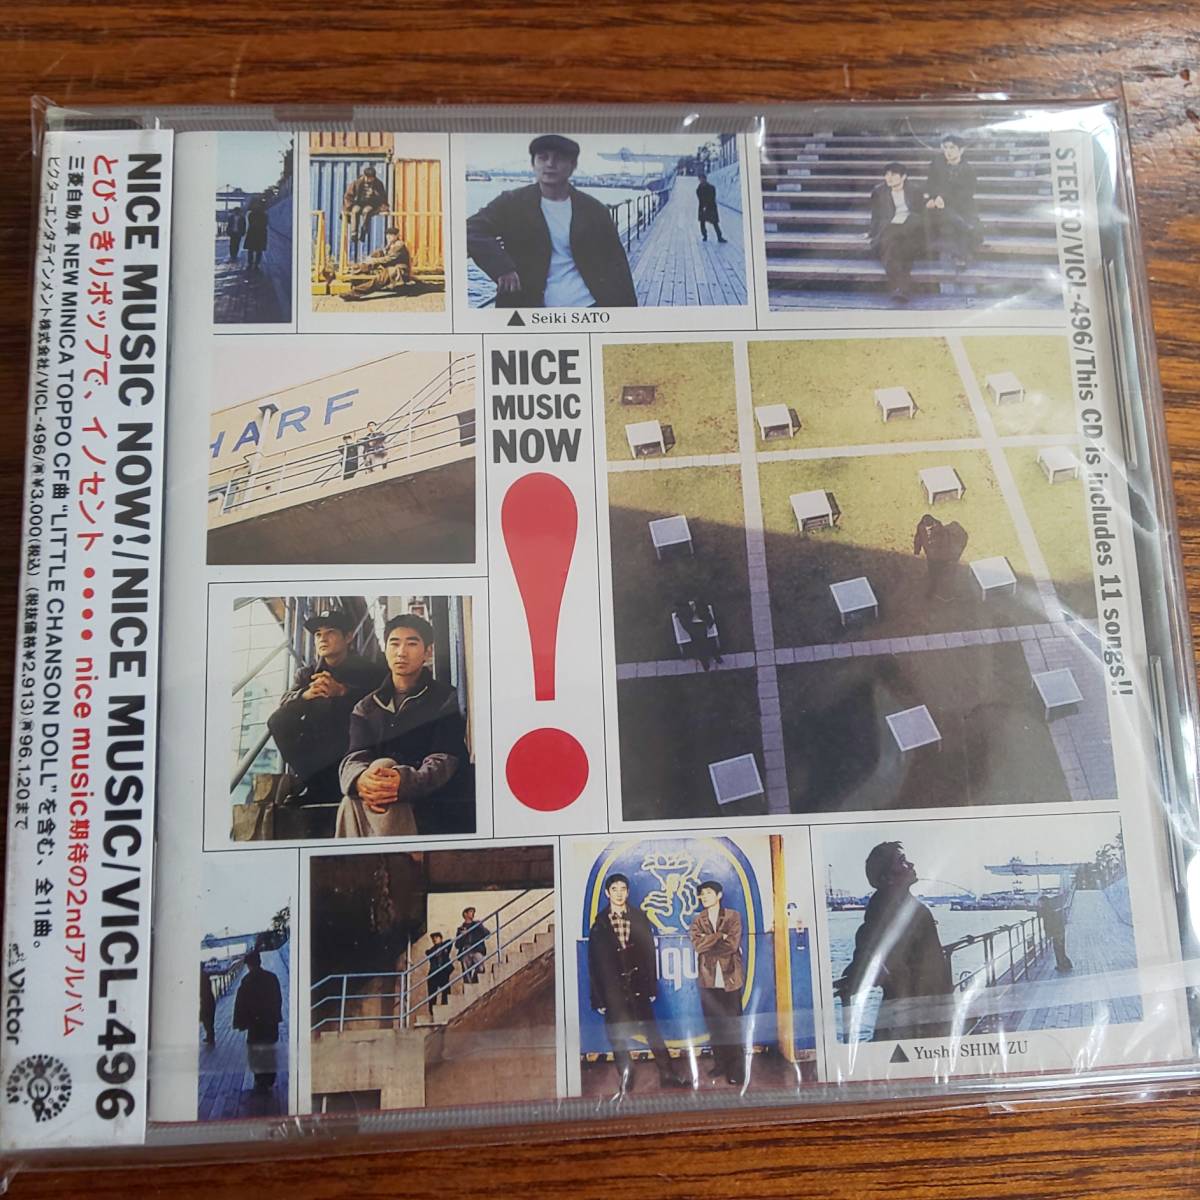 NICE MUSIC NOW!/NICE MUSIC/VICL-496
とびっきりポップで、イノセント•••• nice music期待の2ndアルバム
三菱自動車 NEW MINICA TOPPO CF曲 "LITTLE CHANSON DOLL"を含む、全11曲。
ビクターエンタテインメント株式会社/VICL-496/㊢¥3,000(税込) (税抜価格¥2,913)㊢'96.1.20まで
Victor
STEREO/VICL-496/This CD is includes 11 songs!!
▲ Seiki SATO
NICE
MUSIC
NOW
!
HARF
iqu
▲ Yushi SHIMIZU